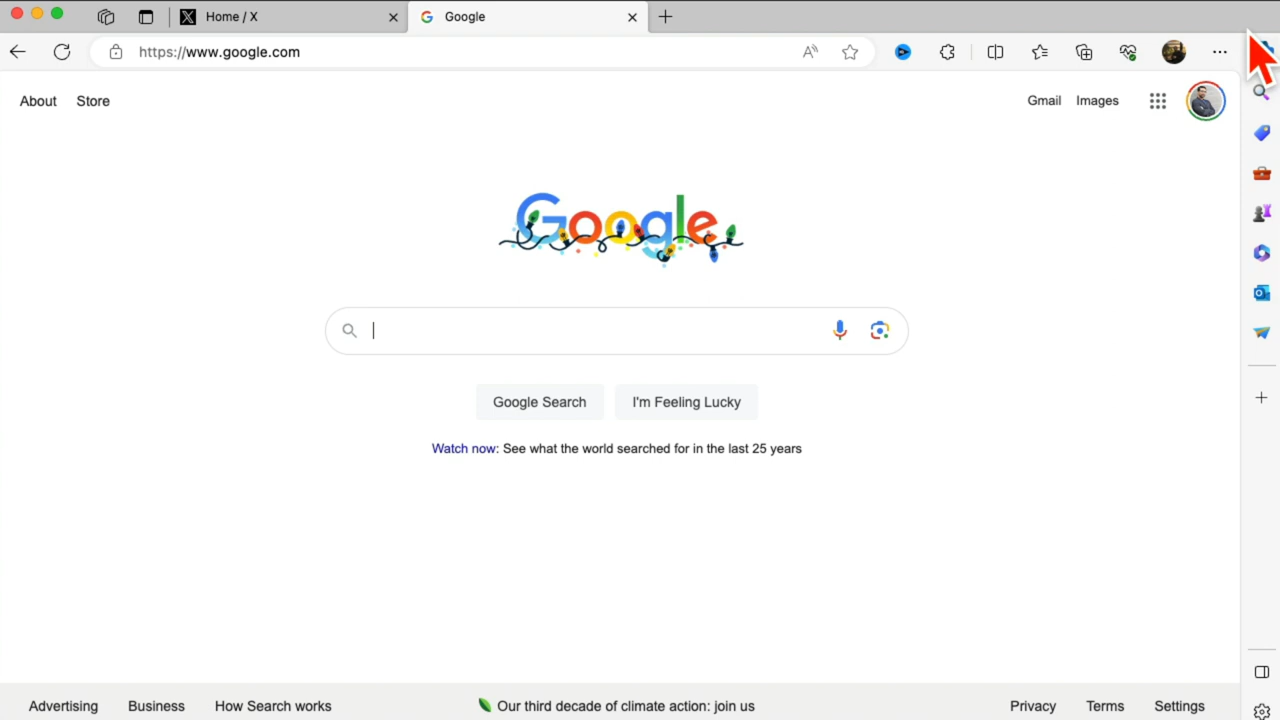 Home / X
Google
https://www.google.com
About Store
Gmail Images
Google
Google Search
I'm Feeling Lucky
Watch now: See what the world searched for in the last 25 years
Advertising Business How Search works
Our third decade of climate action: join us
Privacy Terms Settings